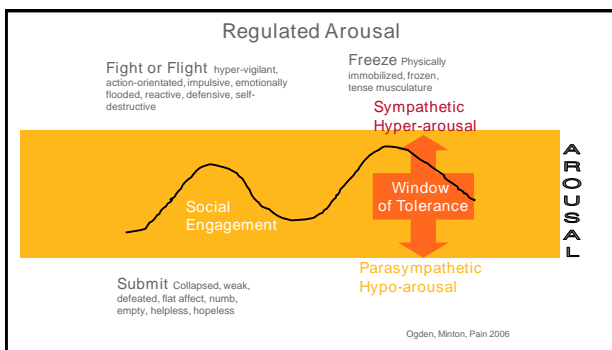 Regulated Arousal
Fight or Flight hyper-vigilant,
action-orientated, impulsive, emotionally
flooded, reactive, defensive, self-
destructive
Freeze Physically
immobilized, frozen,
tense musculature
Sympathetic
Hyper-arousal
Window
of Tolerance
Social
Engagement
AROUSAL
Parasympathetic
Hypo-arousal
Submit Collapsed, weak,
defeated, flat affect, numb,
empty, helpless, hopeless
Ogden, Minton, Pain 2006